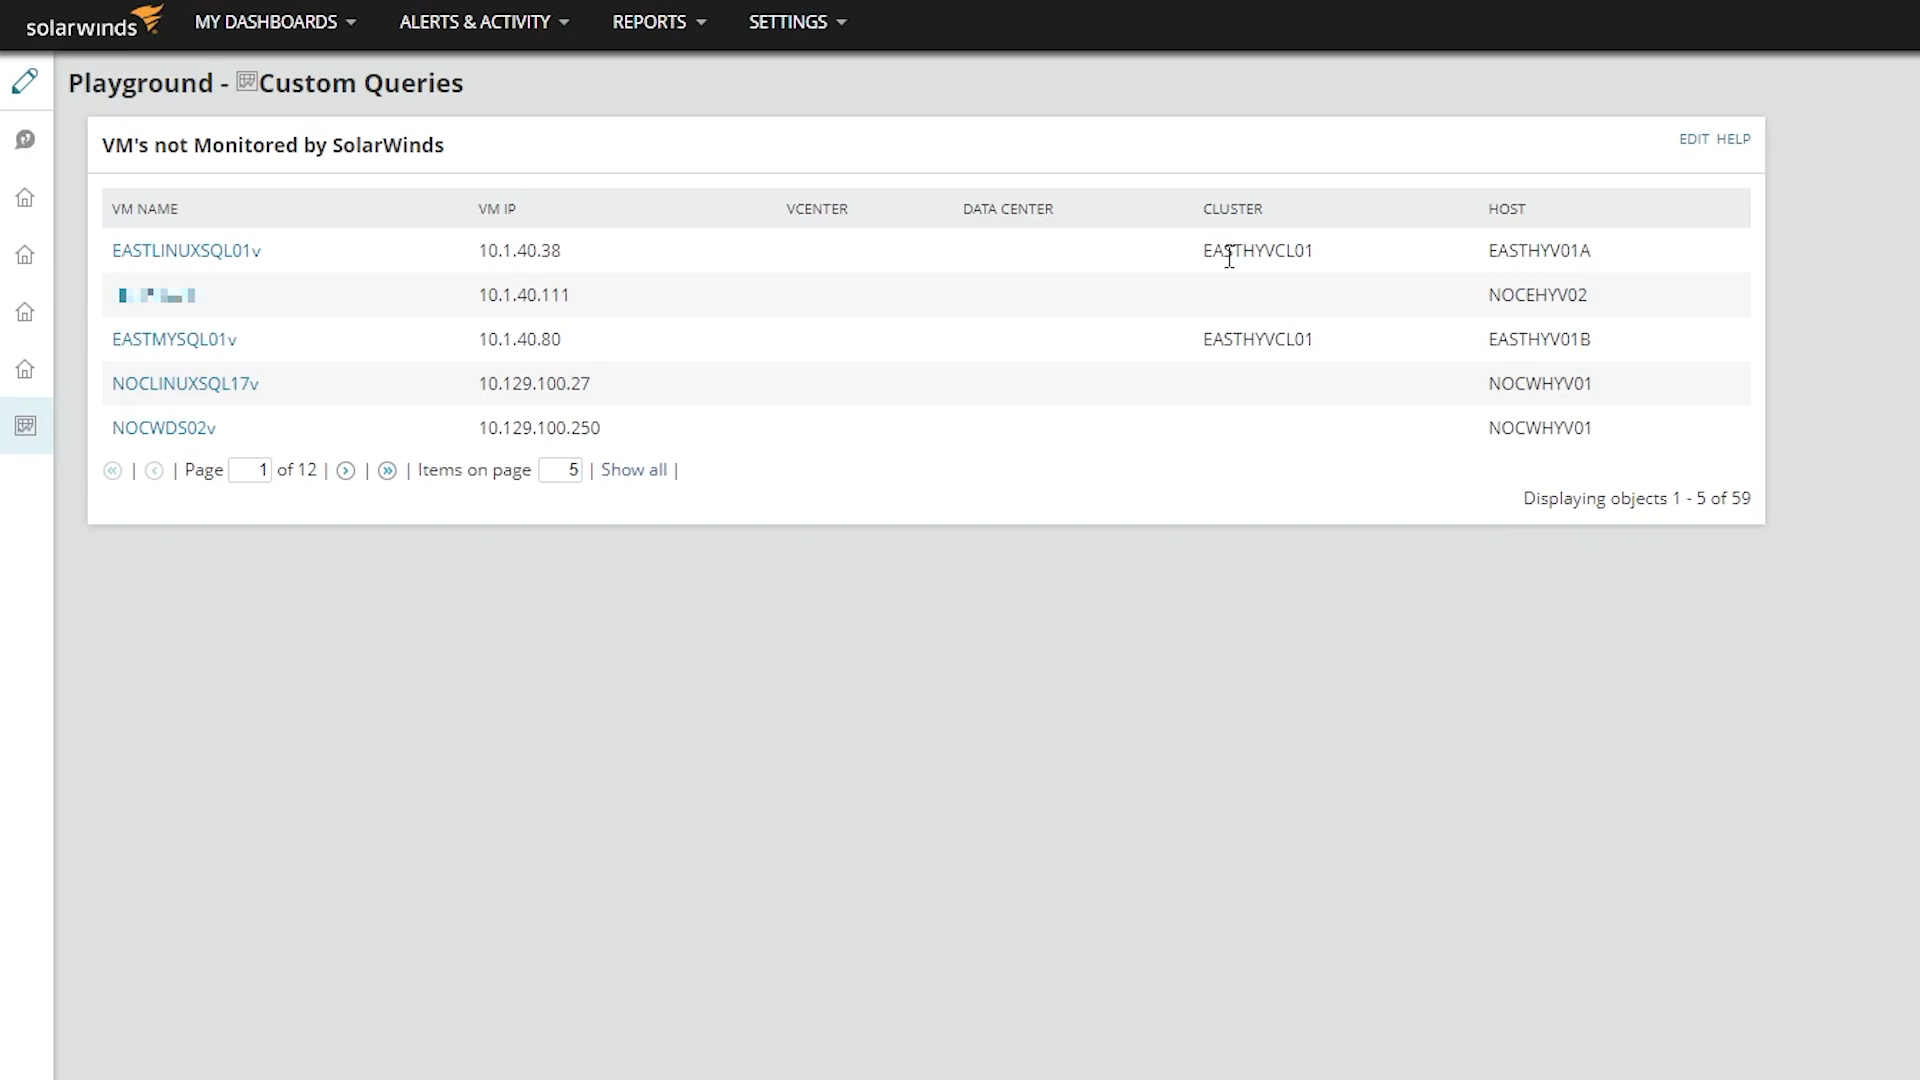 solarwinds MY DASHBOARDS ALERTS & ACTIVITY REPORTS SETTINGS
Playground - Custom Queries
VM's not Monitored by SolarWinds EDIT HELP
VM NAME VM IP VCENTER DATA CENTER CLUSTER HOST
EASTLINUXSQL01v 10.1.40.38 EASTHYVCL01 EASTHYV01A
10.1.40.111 NOCEHYV02
EASTMYSQL01v 10.1.40.80 EASTHYVCL01 EASTHYV01B
NOCLINUXSQL17v 10.129.100.27 NOCWHYV01
NOCWDS02v 10.129.100.250 NOCWHYV01
| | Page 1 of 12 | | | Items on page 5 | Show all |
Displaying objects 1 - 5 of 59